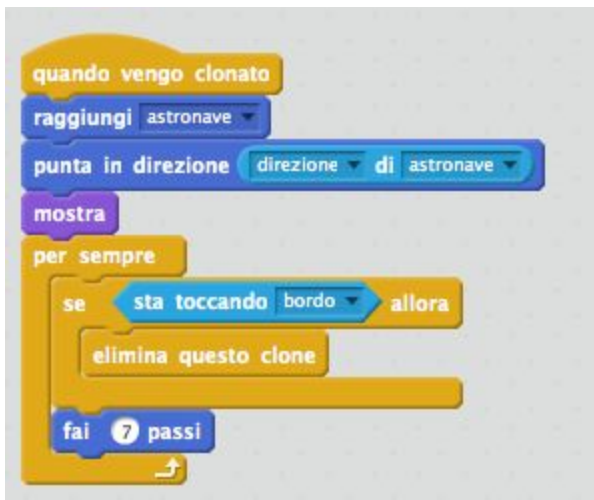 quando vengo clonato
raggiungi astronave
punta in direzione direzione di astronave
mostra
per sempre
se sta toccando bordo allora
elimina questo clone
fai 7 passi